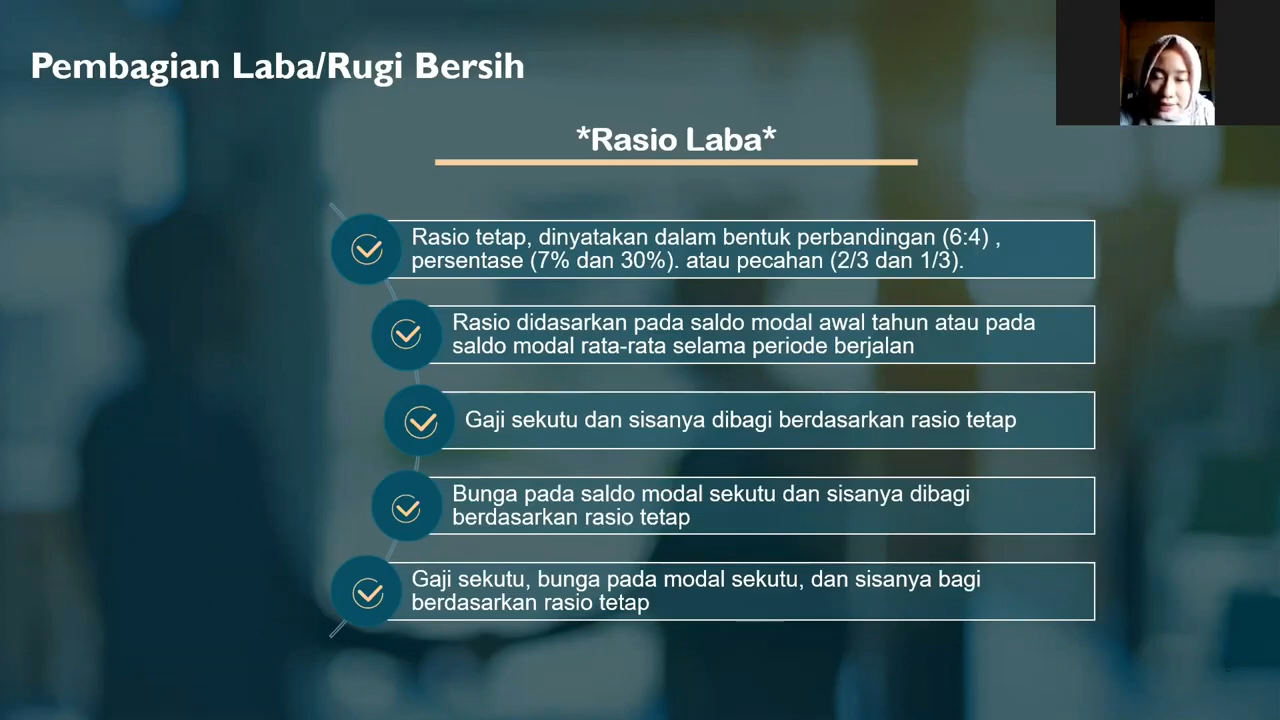 Pembagian Laba/Rugi Bersih
*Rasio Laba*
Rasio tetap, dinyatakan dalam bentuk perbandingan (6:4) ,
persentase (7% dan 30%). atau pecahan (2/3 dan 1/3).
Rasio didasarkan pada saldo modal awal tahun atau pada
saldo modal rata-rata selama periode berjalan
Gaji sekutu dan sisanya dibagi berdasarkan rasio tetap
Bunga pada saldo modal sekutu dan sisanya dibagi
berdasarkan rasio tetap
Gaji sekutu, bunga pada modal sekutu, dan sisanya bagi
berdasarkan rasio tetap